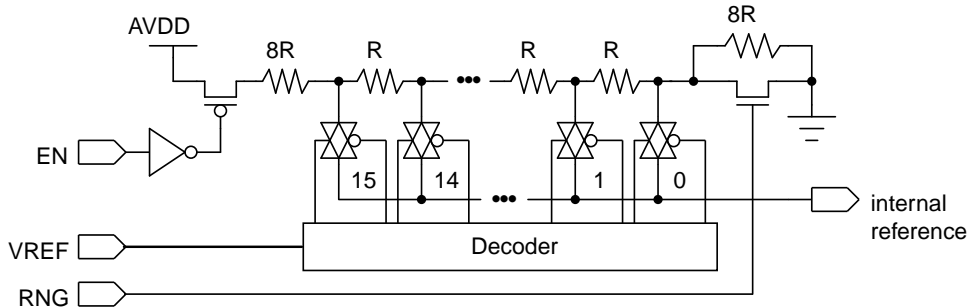 8R
AVDD
8R
R
R
R
•••
EN
15
14
1
0
•••
internal
reference
VREF
Decoder
RNG